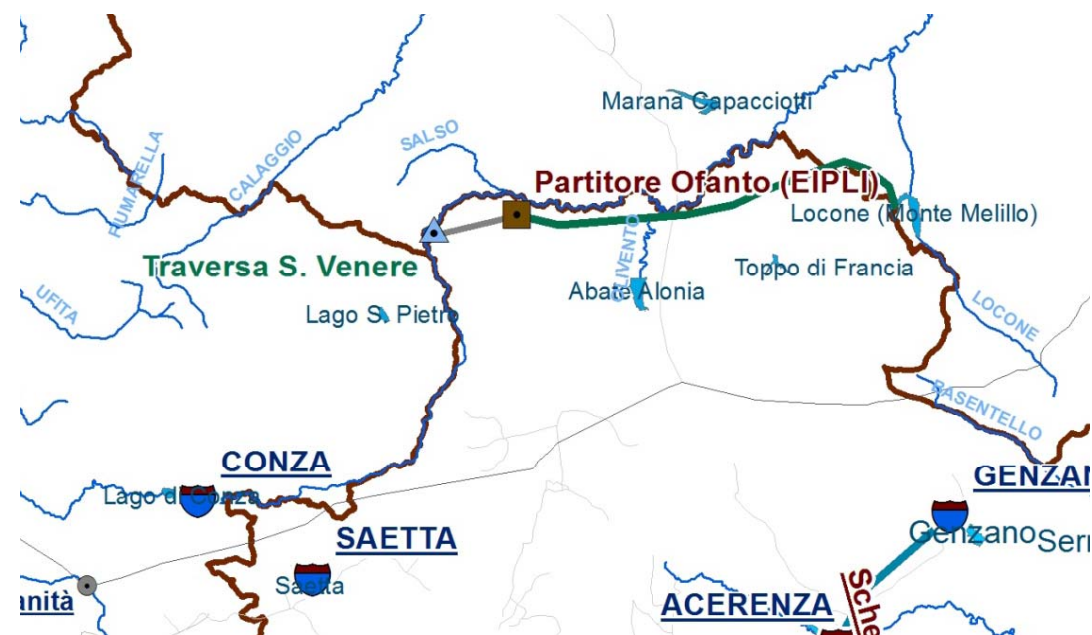 Marana Capacciotti
SALSO
FIUMARELLA
CALAGGIO
Partitore Ofanto (EIPLI)
Locone (Monte Melillo)
Traversa S. Venere
OLIVENTO
Toppo di Francia
Abate Alonia
UFITA
Lago S. Pietro
LOCONE
BASENTELLO
CONZA
GENZAN
Lago di Conza
SAETTA
Genzano
Serr
Saetta
anità
ACERENZA
Sche